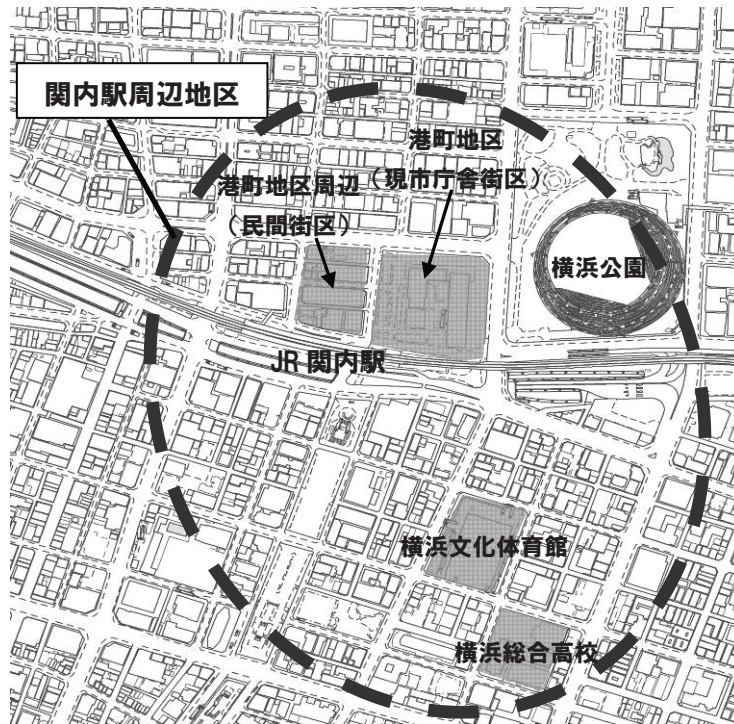 関内駅周辺地区
港町地区
(現市庁舎街区)
港町地区周辺
(民間街区)
横浜公園
JR 関内駅
横浜文化体育館
横浜総合高校